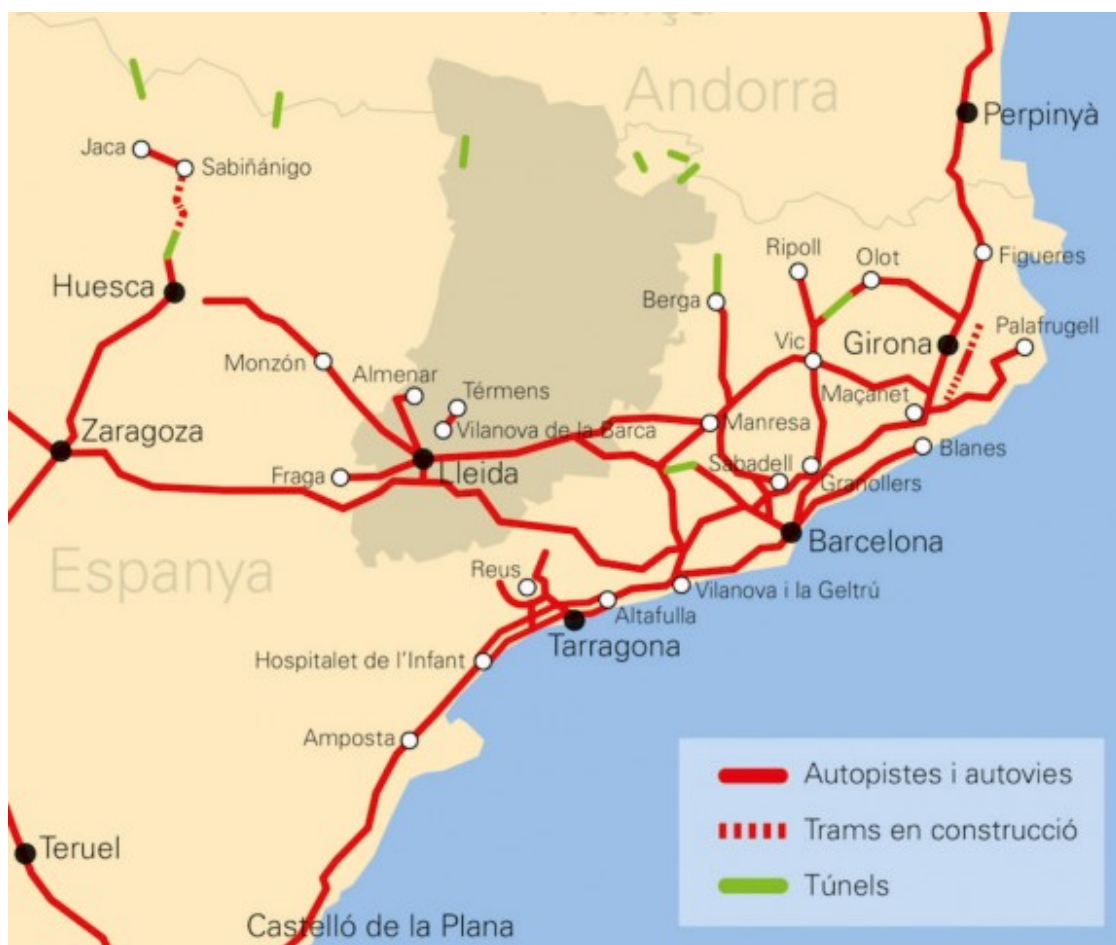 França
Andorra
Perpinyà
Jaca
Sabiñánigo
Ripoll
Olot
Figueres
Huesca
Berga
Palafrugell
Vic
Girona
Monzón
Almenar
Térmens
Maçanet
Zaragoza
Vilanova de la Barca
Manresa
Blanes
Fraga
Lleida
Sabadell
Granollers
Barcelona
Espanya
Reus
Vilanova i la Geltrú
Altafulla
Tarragona
Hospitalet de l'Infant
Amposta
Autopistes i autovies
Trams en construcció
Túnels
Teruel
Castelló de la Plana